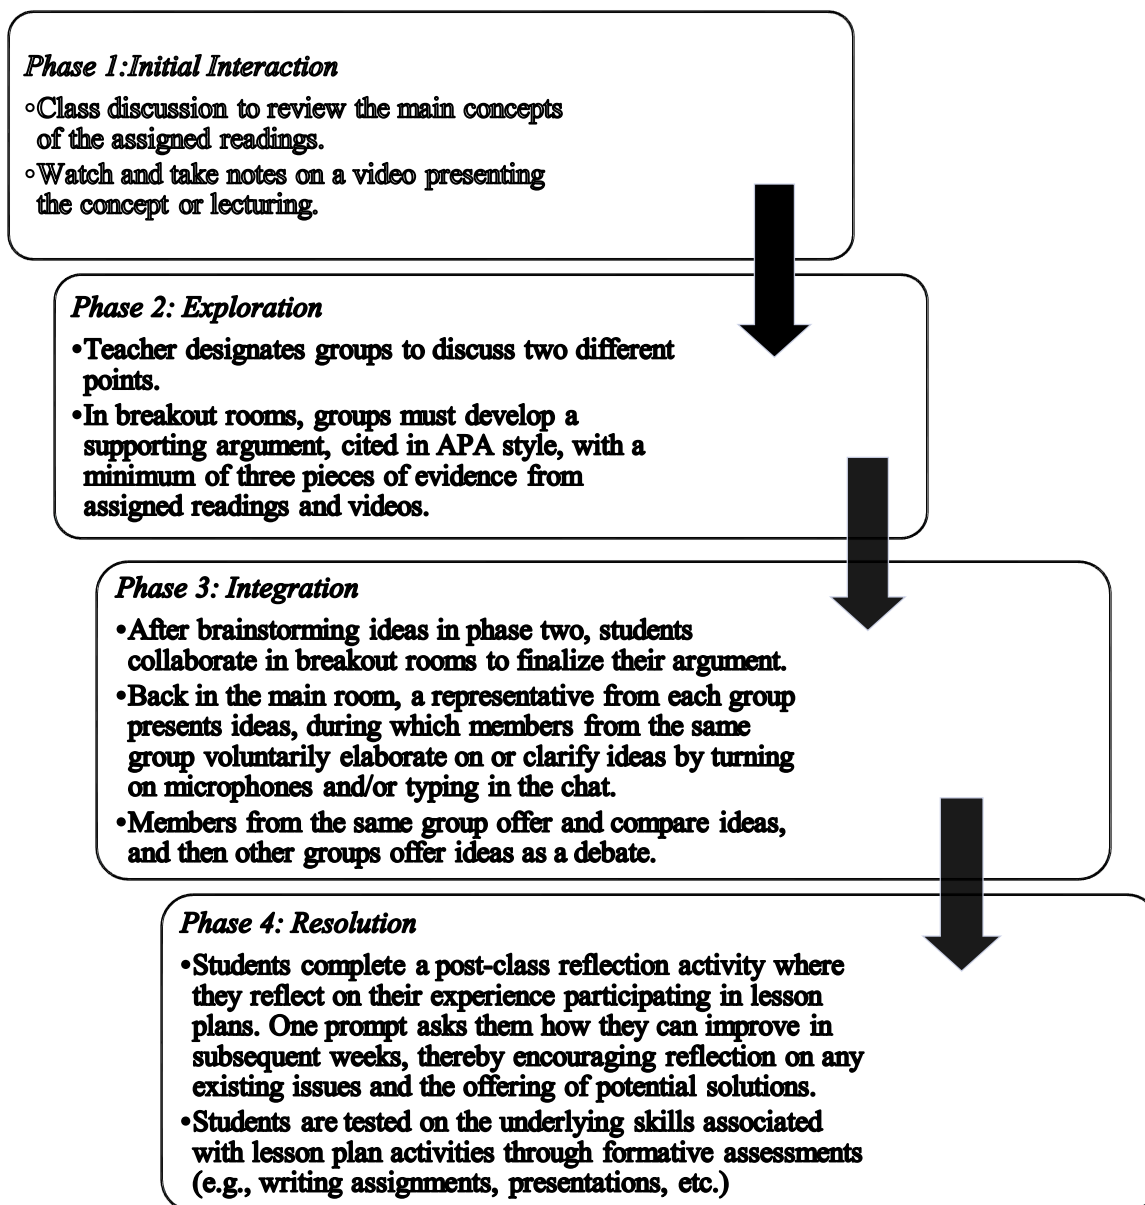 Phase 1:Initial Interaction
◦Class discussion to review the main concepts
of the assigned readings.
◦Watch and take notes on a video presenting
the concept or lecturing.
Phase 2: Exploration
•Teacher designates groups to discuss two different
points.
•In breakout rooms, groups must develop a
supporting argument, cited in APA style, with a
minimum of three pieces of evidence from
assigned readings and videos.
Phase 3: Integration
•After brainstorming ideas in phase two, students
collaborate in breakout rooms to finalize their argument.
•Back in the main room, a representative from each group
presents ideas, during which members from the same
group voluntarily elaborate on or clarify ideas by turning
on microphones and/or typing in the chat.
•Members from the same group offer and compare ideas,
and then other groups offer ideas as a debate.
Phase 4: Resolution
•Students complete a post-class reflection activity where
they reflect on their experience participating in lesson
plans. One prompt asks them how they can improve in
subsequent weeks, thereby encouraging reflection on any
existing issues and the offering of potential solutions.
•Students are tested on the underlying skills associated
with lesson plan activities through formative assessments
(e.g., writing assignments, presentations, etc.)